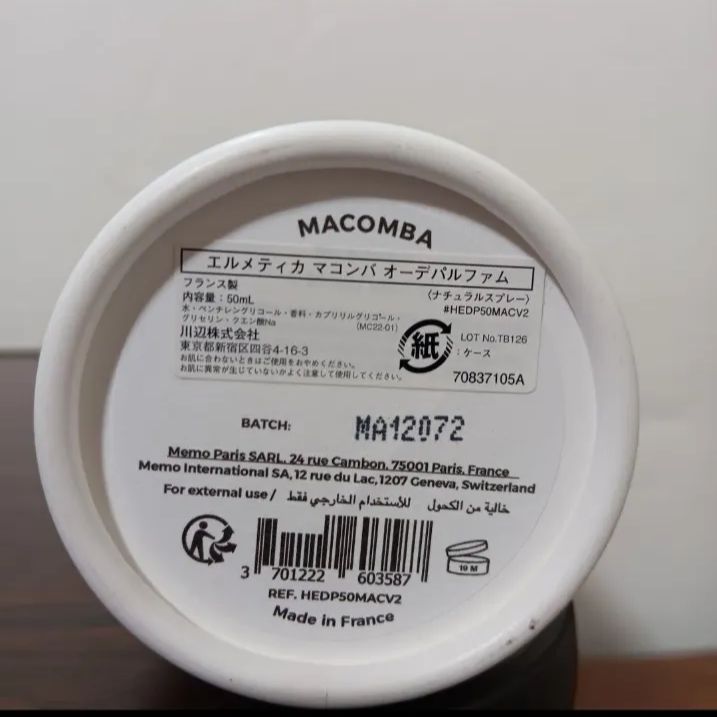 MACOMBA
エルメティカ マコンバ オーデパルファム
フランス製
(ナチュラルスプレー)
内容量：50mL
#HEDP50MACV2
水・ペンチレングリコール・香料・カプリリルグリコール・
グリセリン・クエン酸Na
(MC22-01)
川辺株式会社
紙
LOT No.TB126
東京都新宿区四谷4-16-3
：ケース
お肌に合わないときはご使用をおやめください。
お肌に異常が生じていないかよく注意して使用してください。
70837105A
BATCH: MA12072
Memo Paris SARL, 24 rue Cambon, 75001 Paris, France
Memo International SA, 12 rue du Lac, 1207 Geneva, Switzerland
For external use / للأستخدام الخارجي فقط خالية من الكحول
3 701222 603587
19 M
REF. HEDP50MACV2
Made in France